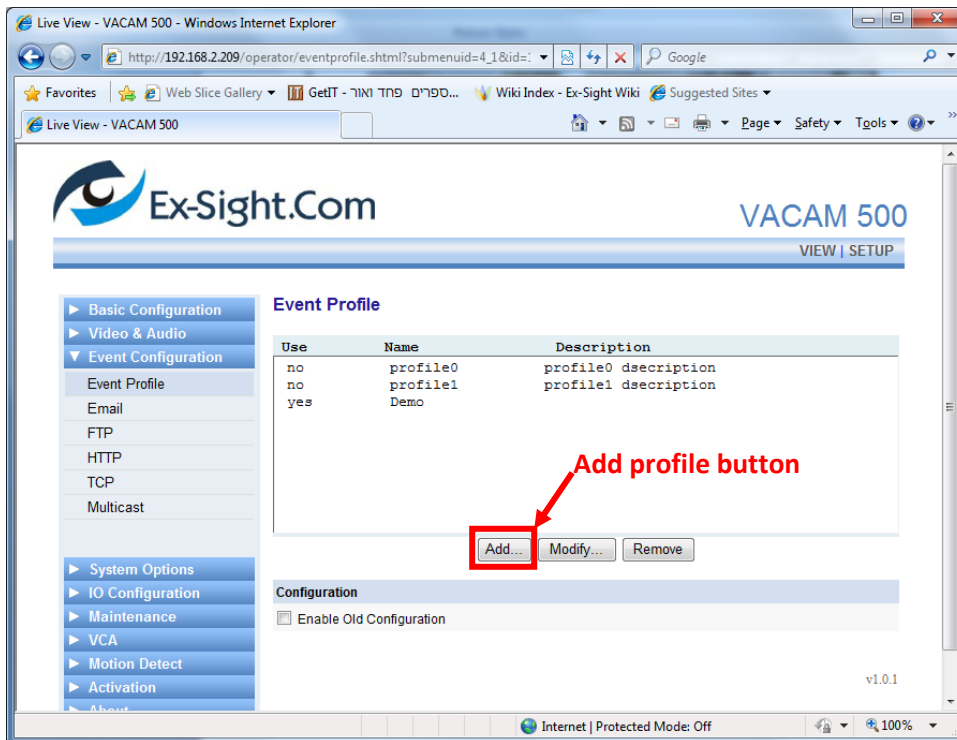 Live View - VACAM 500 - Windows Internet Explorer
http://192.168.2.209/operator/eventprofile.shtml?submenuid=4_1&id=:
Google
Favorites
Web Slice Gallery
GetIT - ספרים פחד ואור...
Wiki Index - Ex-Sight Wiki
Suggested Sites
Live View - VACAM 500
Page
Safety
Tools
Ex-Sight.Com
VACAM 500
VIEW | SETUP
Basic Configuration
Video & Audio
Event Configuration
Event Profile
Email
FTP
HTTP
TCP
Multicast
System Options
IO Configuration
Maintenance
VCA
Motion Detect
Activation
About
Event Profile
Use Name Description
no profile0 profile0 dsecription
no profile1 profile1 dsecription
yes Demo
Add profile button
Add... Modify... Remove
Configuration
Enable Old Configuration
v1.0.1
Internet | Protected Mode: Off
100%